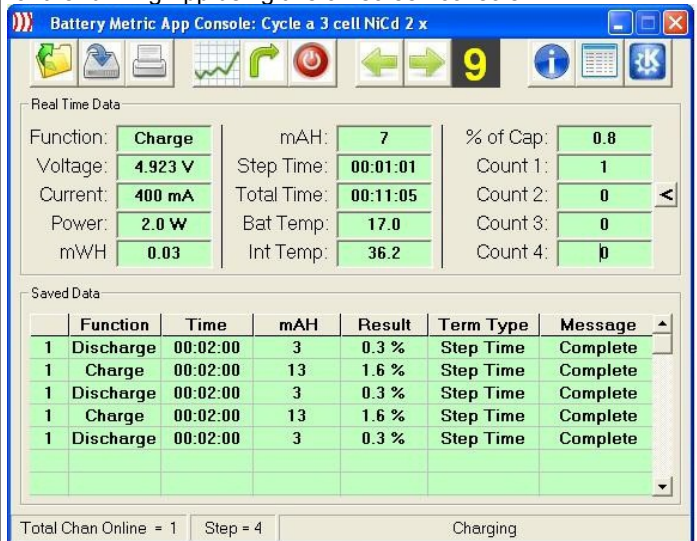 Battery Metric App Console: Cycle a 3 cell NiCd 2 x
9
Real Time Data
Function: Charge mAH: 7 % of Cap: 0.8
Voltage: 4.923 V Step Time: 00:01:01 Count 1: 1
Current: 400 mA Total Time: 00:11:05 Count 2: 0 <
Power: 2.0 W Bat Temp: 17.0 Count 3: 0
mWH 0.03 Int Temp: 36.2 Count 4: 0
Saved Data
Function Time mAH Result Term Type Message
1 Discharge 00:02:00 3 0.3 % Step Time Complete
1 Charge 00:02:00 13 1.6 % Step Time Complete
1 Discharge 00:02:00 3 0.3 % Step Time Complete
1 Charge 00:02:00 13 1.6 % Step Time Complete
1 Discharge 00:02:00 3 0.3 % Step Time Complete
Total Chan Online = 1 Step = 4 Charging